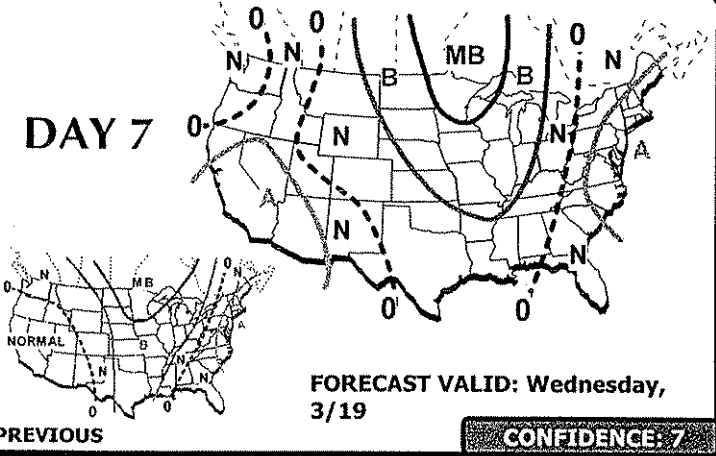 0 0 0
MB
N N N
B B
DAY 7
0 N N
A
A
N
N
0 0
0 N MB N 0
A
NORMAL B
N N
N
0 0
FORECAST VALID: Wednesday,
3/19
PREVIOUS
CONFIDENCE: 7